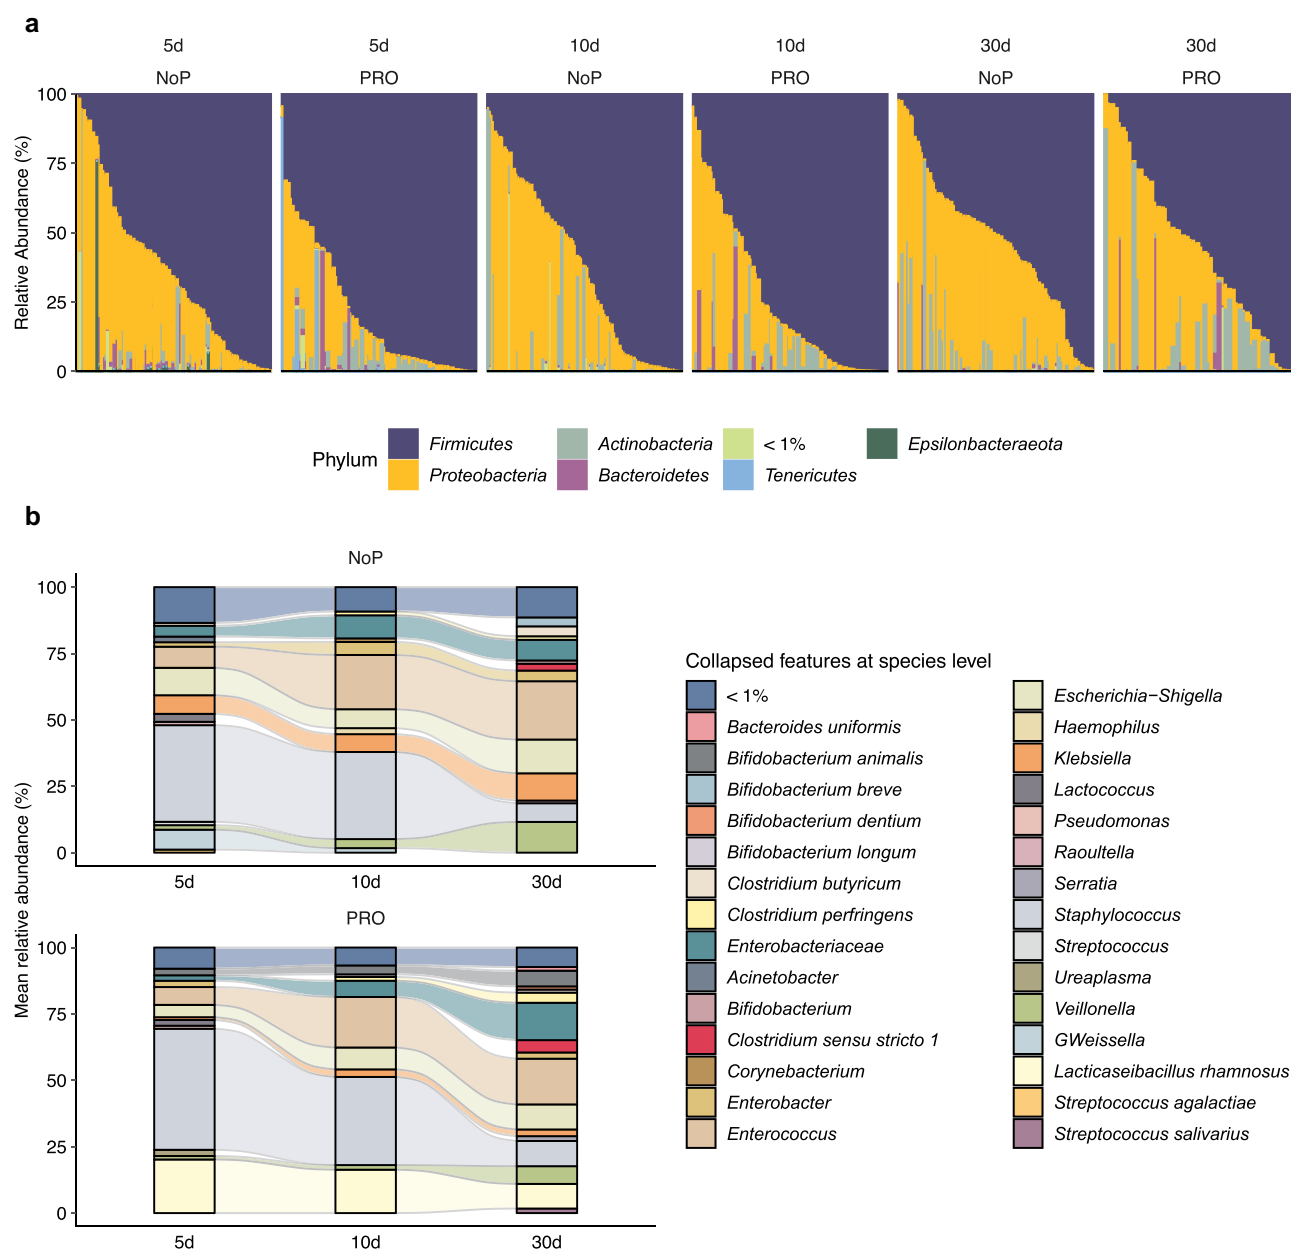 a
5d 5d 10d 10d 30d 30d
NoP PRO NoP PRO NoP PRO
Relative Abundance (%)
100
75
50
25
0
Phylum
Firmicutes Actinobacteria < 1% Epsilonbacteraeota
Proteobacteria Bacteroidetes Tenericutes
b
Mean relative abundance (%)
NoP
100
75
50
25
0
5d 10d 30d
PRO
100
75
50
25
0
5d 10d 30d
Collapsed features at species level
< 1%
Bacteroides uniformis
Bifidobacterium animalis
Bifidobacterium breve
Bifidobacterium dentium
Bifidobacterium longum
Clostridium butyricum
Clostridium perfringens
Enterobacteriaceae
Acinetobacter
Bifidobacterium
Clostridium sensu stricto 1
Corynebacterium
Enterobacter
Enterococcus
Escherichia−Shigella
Haemophilus
Klebsiella
Lactococcus
Pseudomonas
Raoultella
Serratia
Staphylococcus
Streptococcus
Ureaplasma
Veillonella
GWeissella
Lacticaseibacillus rhamnosus
Streptococcus agalactiae
Streptococcus salivarius